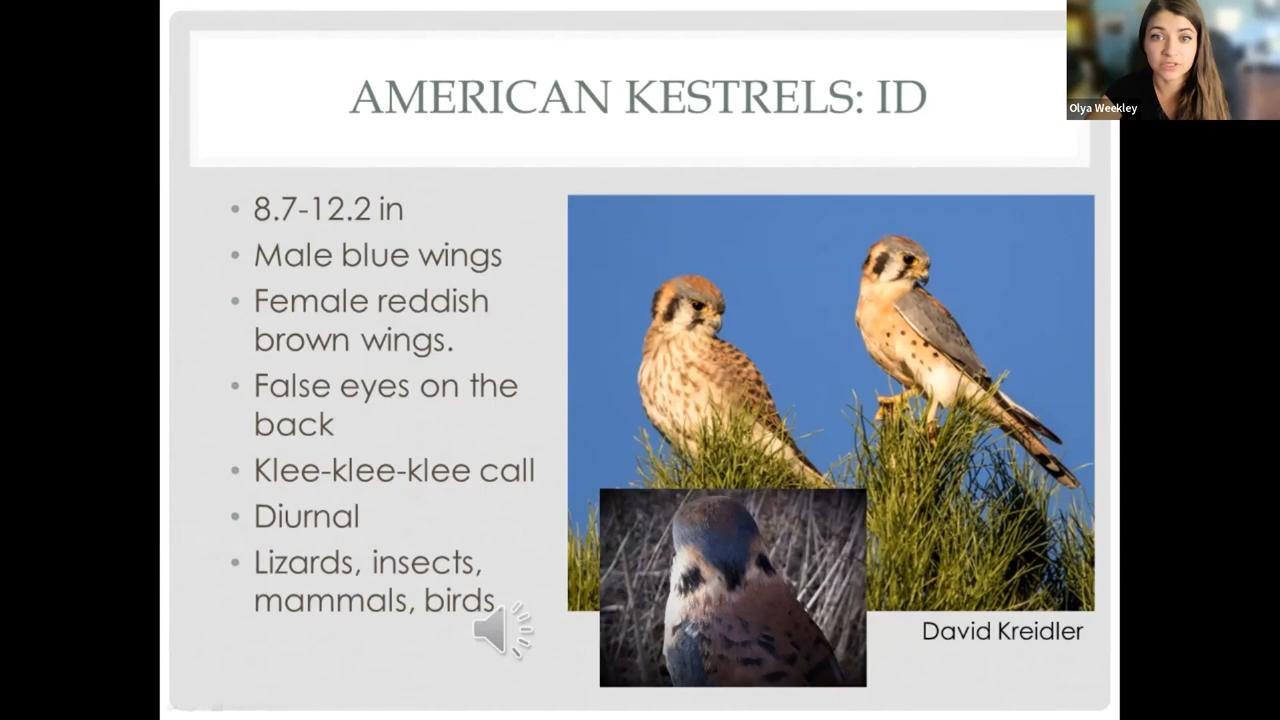 AMERICAN KESTRELS: ID
Olya Weekley
8.7-12.2 in
Male blue wings
Female reddish
brown wings.
False eyes on the
back
Klee-klee-klee call
Diurnal
Lizards, insects,
mammals, birds
David Kreidler